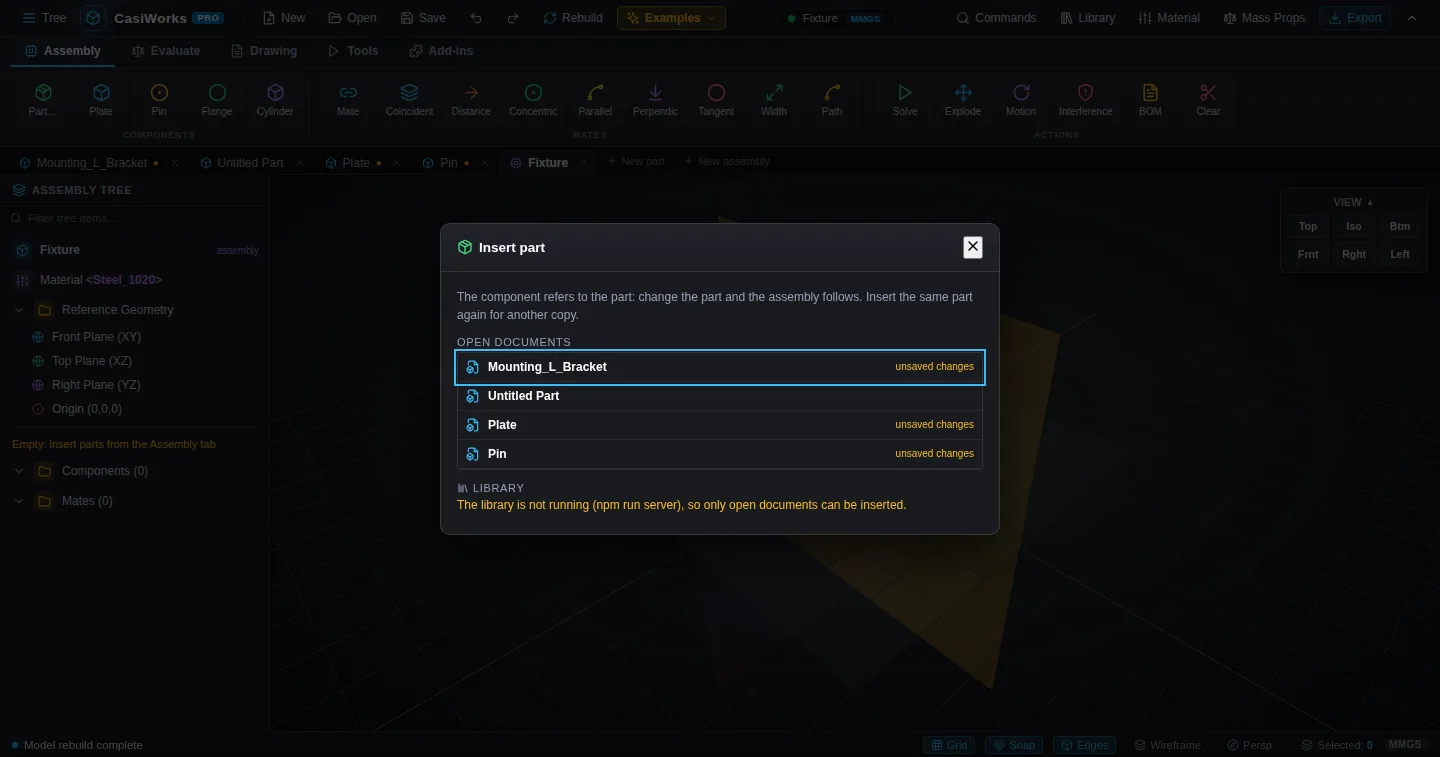 Tree CasiWorks PRO New Open Save Rebuild Examples Fixture MMGS Commands Library Material Mass Props Export
Assembly Evaluate Drawing Tools Add-ins
Part... Plate Pin Flange Cylinder Mate Coincident Distance Concentric Parallel Perpendic Tangent Width Path Solve Explode Motion Interference BOM Clear
COMPONENTS MATES ACTIONS
Mounting_L_Bracket Untitled Part Plate Pin Fixture + New part + New assembly
ASSEMBLY TREE
Filter tree items...
Fixture assembly
Material <Steel_1020>
Reference Geometry
Front Plane (XY)
Top Plane (XZ)
Right Plane (YZ)
Origin (0,0,0)
Empty: insert parts from the Assembly tab
Components (0)
Mates (0)
Insert part
The component refers to the part: change the part and the assembly follows. Insert the same part
again for another copy.
OPEN DOCUMENTS
Mounting_L_Bracket unsaved changes
Untitled Part
Plate unsaved changes
Pin unsaved changes
LIBRARY
The library is not running (npm run server), so only open documents can be inserted.
VIEW
Top Iso Btm
Frnt Rght Left
Model rebuild complete Grid Snap Edges Wireframe Persp Selected: 0 MMGS